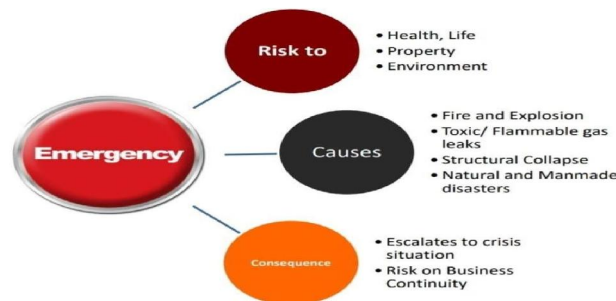 Emergency
Risk to
• Health, Life
• Property
• Environment
Causes
• Fire and Explosion
• Toxic/ Flammable gas
leaks
• Structural Collapse
• Natural and Manmade
disasters
Consequence
• Escalates to crisis
situation
• Risk on Business
Continuity